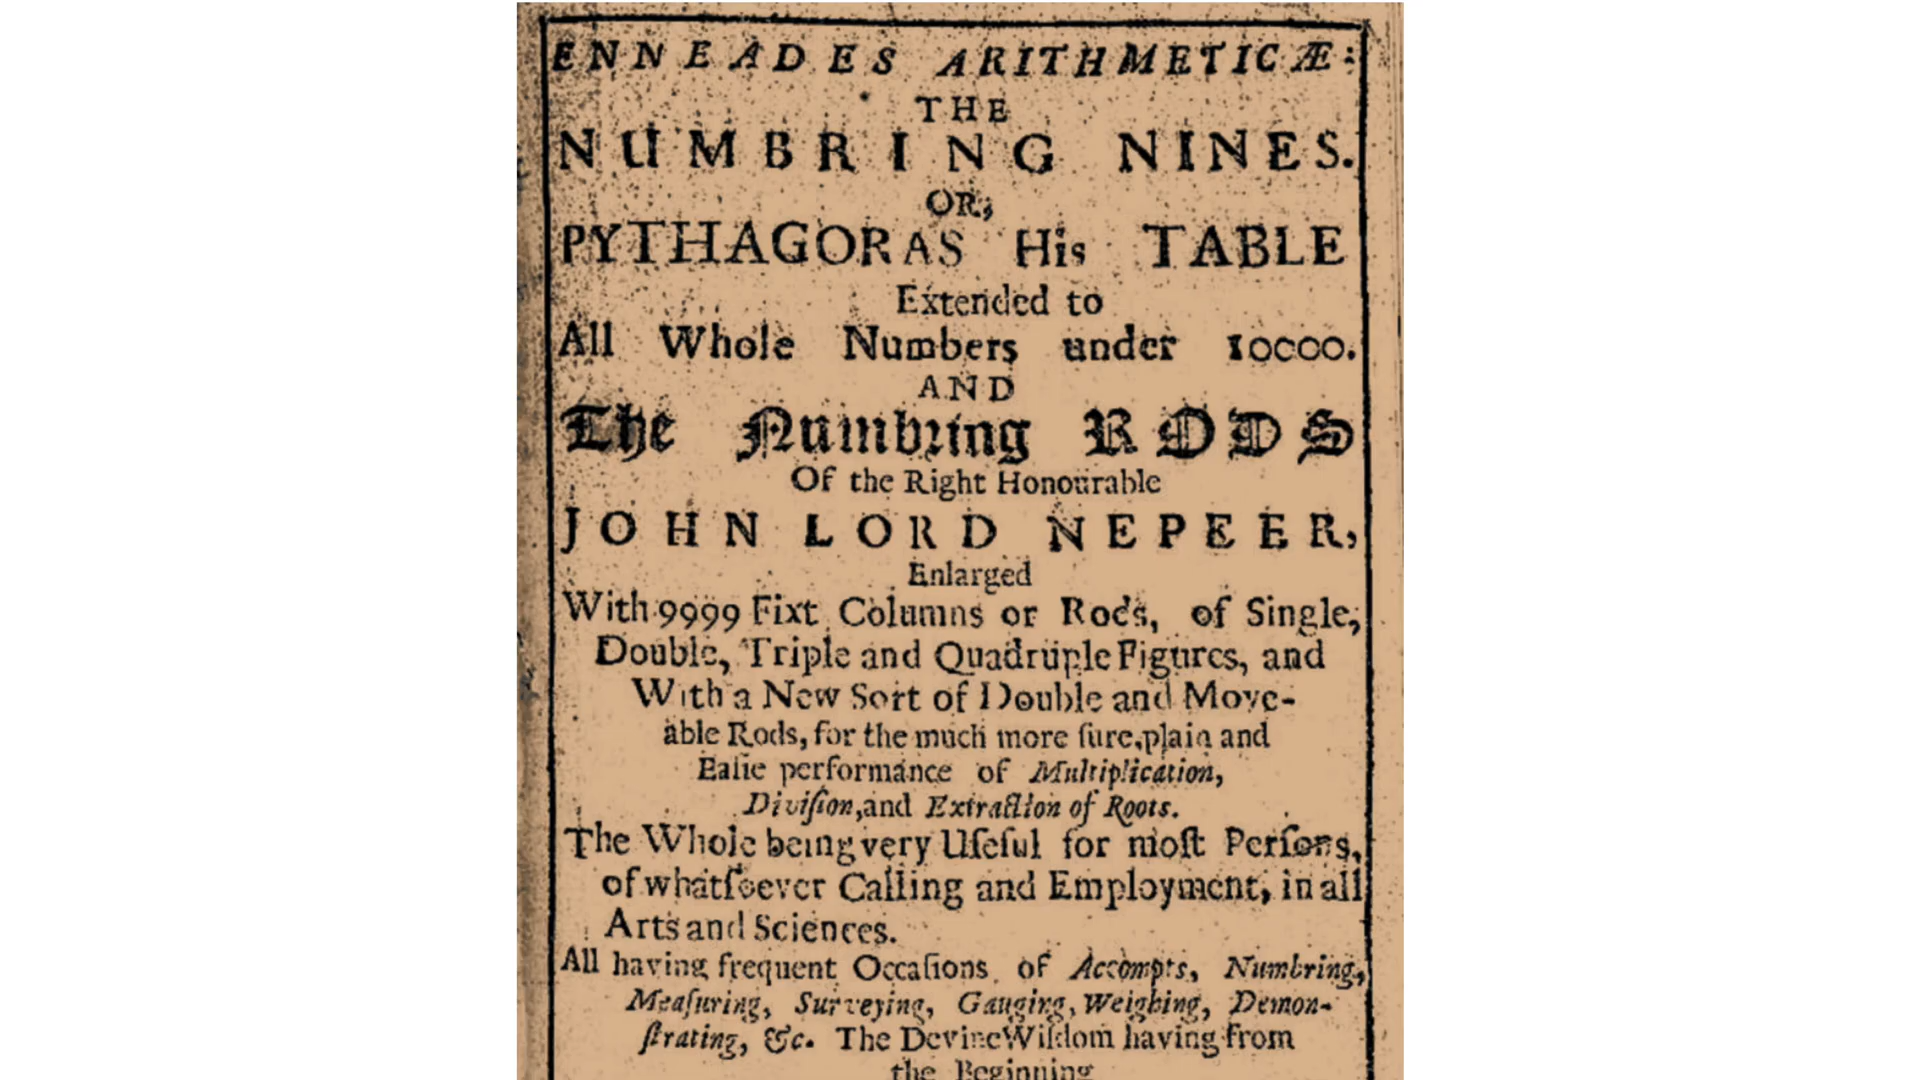 ENNEADES ARITHMETICÆ:
THE
NUMBRING NINES.
OR,
PYTHAGORAS His TABLE
Extended to
All Whole Numbers under 10000.
AND
The Numbring RODS
Of the Right Honourable
JOHN LORD NEPEER,
Enlarged
With 9999 Fixt Columns or Rods, of Single,
Double, Triple and Quadruple Figures, and
With a New Sort of Double and Move-
able Rods, for the much more ſure, plain and
Eaſie performance of Multiplication,
Diviſion, and Extraction of Roots.
The Whole being very Uſeful for moſt Perſons,
of whatſoever Calling and Employment, in all
Arts and Sciences.
All having frequent Occaſions of Accompts, Numbring,
Meaſuring, Surveying, Gauging, Weighing, Demon-
ſtrating, &c. The Devine Wiſdom having from
the Beginning